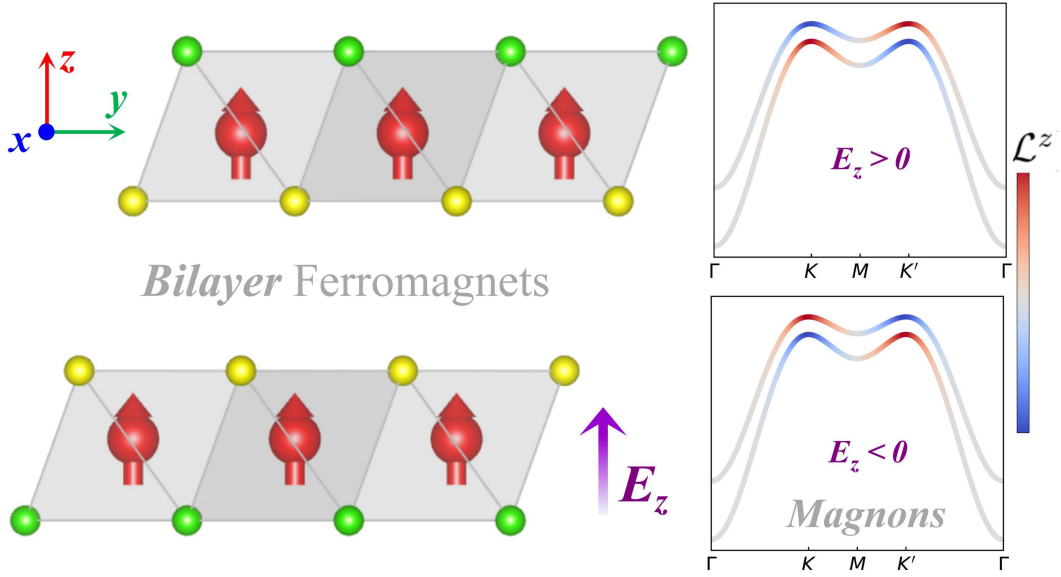 z
y
x
Bilayer Ferromagnets
E_z
E_z > 0
Γ K M K′ Γ
ℒ^z
E_z < 0
Magnons
Γ K M K′ Γ